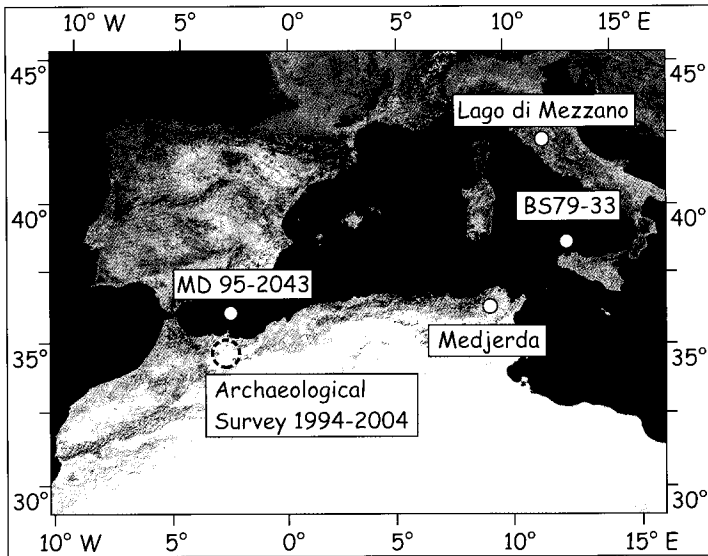 10° W 5° 0° 5° 10° 15° E
45° 45°
Lago di Mezzano
BS79-33
40° 40°
MD 95-2043
Medjerda
35° 35°
Archaeological
Survey 1994-2004
30° 30°
10° W 5° 0° 5° 10° 15° E